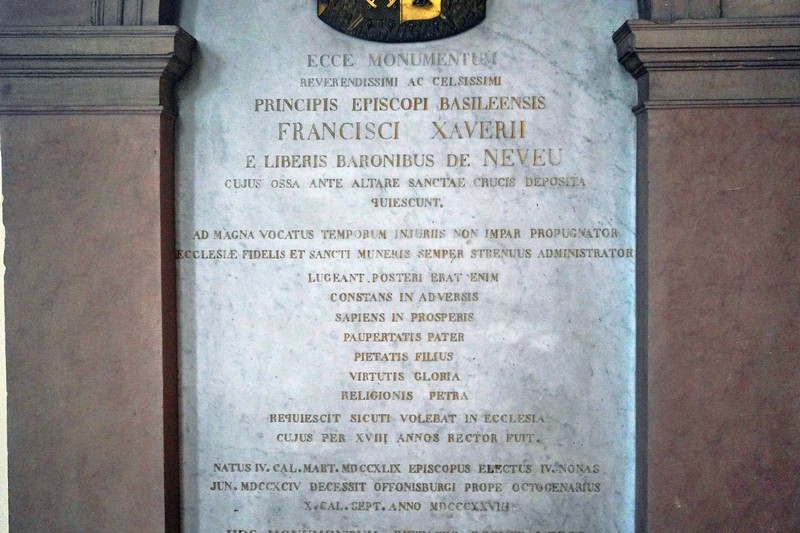 ECCE MONUMENTUM
REVERENDISSIMI AC CELSISSIMI
PRINCIPIS EPISCOPI BASILEENSIS
FRANCISCI XAVERII
E LIBERIS BARONIBUS DE NEVEU
CUJUS OSSA ANTE ALTARE SANCTAE CRUCIS DEPOSITA
QUIESCUNT.
AD MAGNA VOCATUS TEMPORUM INJURIIS NON IMPAR PROPUGNATOR
ECCLESIÆ FIDELIS ET SANCTI MUNERIS SEMPER STRENUUS ADMINISTRATOR
LUGEANT POSTERI ERAT ENIM
CONSTANS IN ADVERSIS
SAPIENS IN PROSPERIS
PAUPERTATIS PATER
PIETATIS FILIUS
VIRTUTIS GLORIA
RELIGIONIS PETRA
REQUIESCIT SICUTI VOLEBAT IN ECCLESIA
CUJUS PER XVIII ANNOS RECTOR FUIT.
NATUS IV. CAL. MART. MDCCXLIX EPISCOPUS ELECTUS IV. NONAS
JUN. MDCCXCIV DECESSIT OFFONISBURGI PROPE OCTOGENARIUS
X. CAL. SEPT. ANNO MDCCCXXVIII